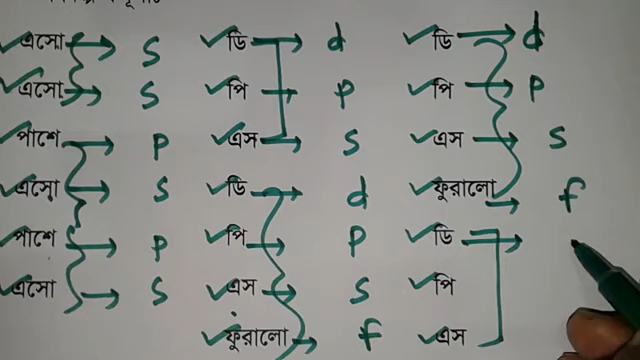 এসো s
এসো s
পাশে p
এসো s
পাশে p
এসো s
ডি d
পি p
এস s
ডি d
পি p
এস s
ফুরালো f
ডি d
পি p
এস s
ফুরালো f
ডি
পি
এস